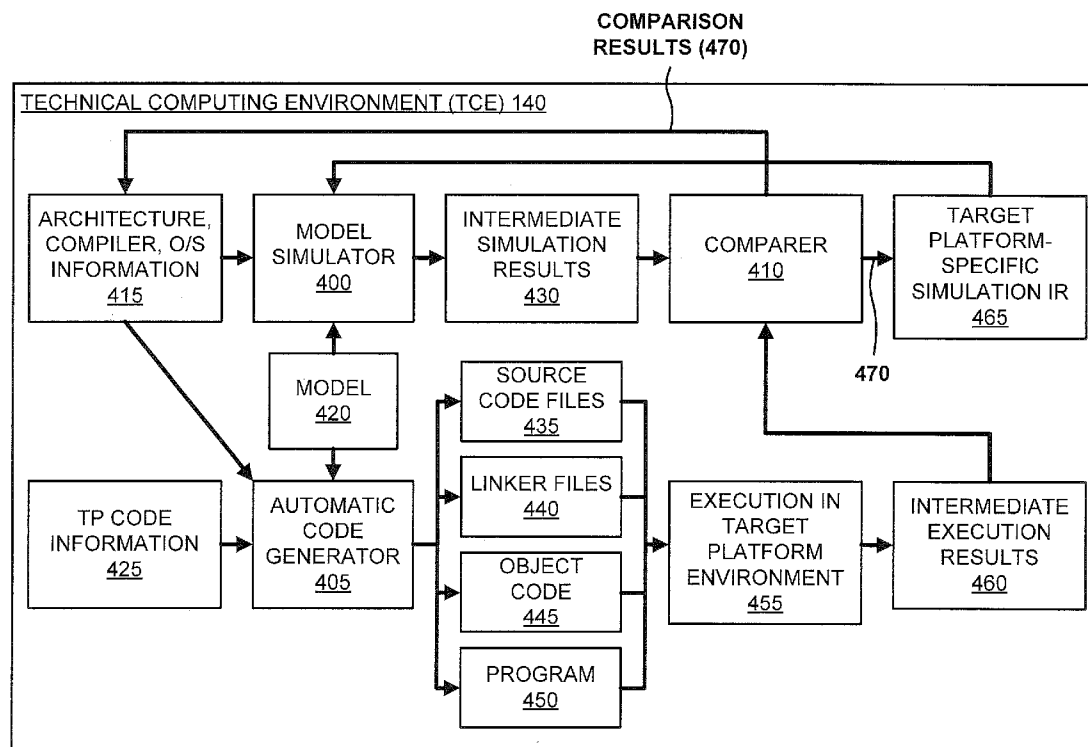 COMPARISON
RESULTS (470)
TECHNICAL COMPUTING ENVIRONMENT (TCE) 140
ARCHITECTURE,
COMPILER, O/S
INFORMATION
415
MODEL
SIMULATOR
400
INTERMEDIATE
SIMULATION
RESULTS
430
COMPARER
410
TARGET
PLATFORM-
SPECIFIC
SIMULATION IR
465
470
MODEL
420
SOURCE
CODE FILES
435
LINKER FILES
440
OBJECT
CODE
445
PROGRAM
450
TP CODE
INFORMATION
425
AUTOMATIC
CODE
GENERATOR
405
EXECUTION IN
TARGET
PLATFORM
ENVIRONMENT
455
INTERMEDIATE
EXECUTION
RESULTS
460